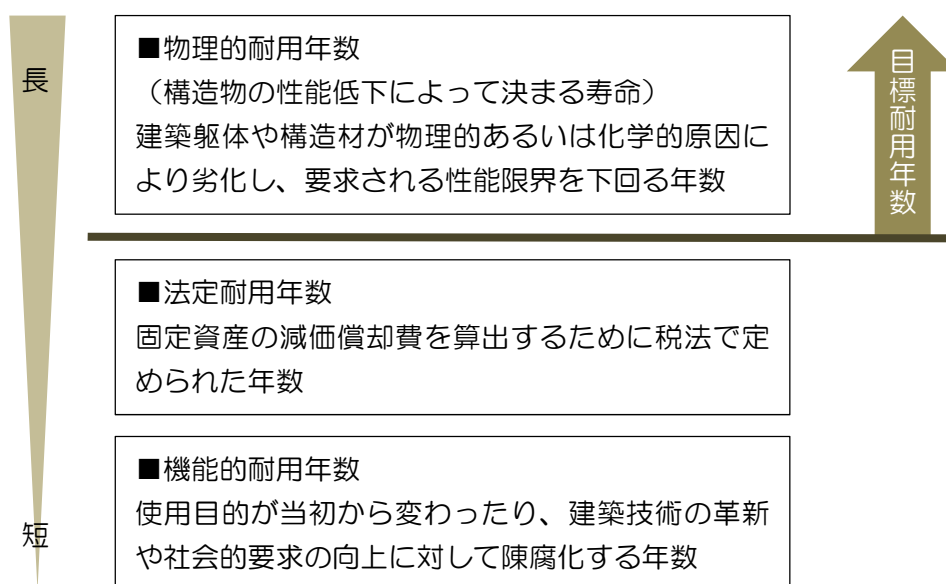 長
■物理的耐用年数
（構造物の性能低下によって決まる寿命）
建築躯体や構造材が物理的あるいは化学的原因に
より劣化し、要求される性能限界を下回る年数
目標耐用年数
■法定耐用年数
固定資産の減価償却費を算出するために税法で定
められた年数
■機能的耐用年数
使用目的が当初から変わったり、建築技術の革新
や社会的要求の向上に対して陳腐化する年数
短